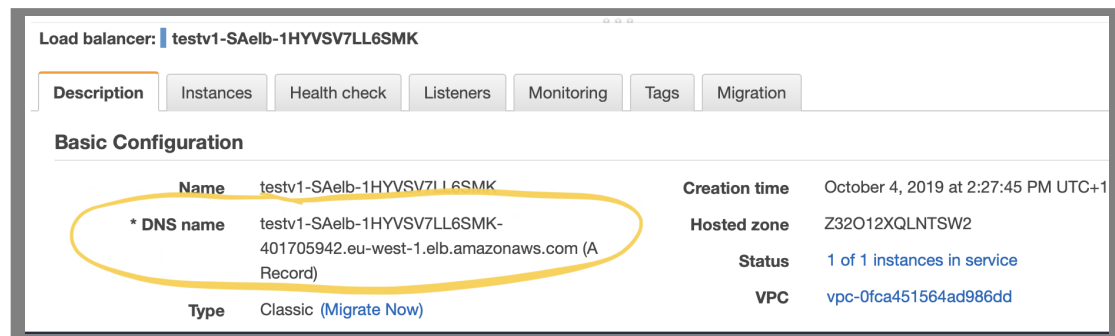 Load balancer: testv1-SAelb-1HYVSV7LL6SMK
Description Instances Health check Listeners Monitoring Tags Migration
Basic Configuration
Name testv1-SAelb-1HYVSV7LL6SMK
* DNS name testv1-SAelb-1HYVSV7LL6SMK-
401705942.eu-west-1.elb.amazonaws.com (A
Record)
Type Classic (Migrate Now)
Creation time October 4, 2019 at 2:27:45 PM UTC+1
Hosted zone Z32O12XQLNTSW2
Status 1 of 1 instances in service
VPC vpc-0fca451564ad986dd